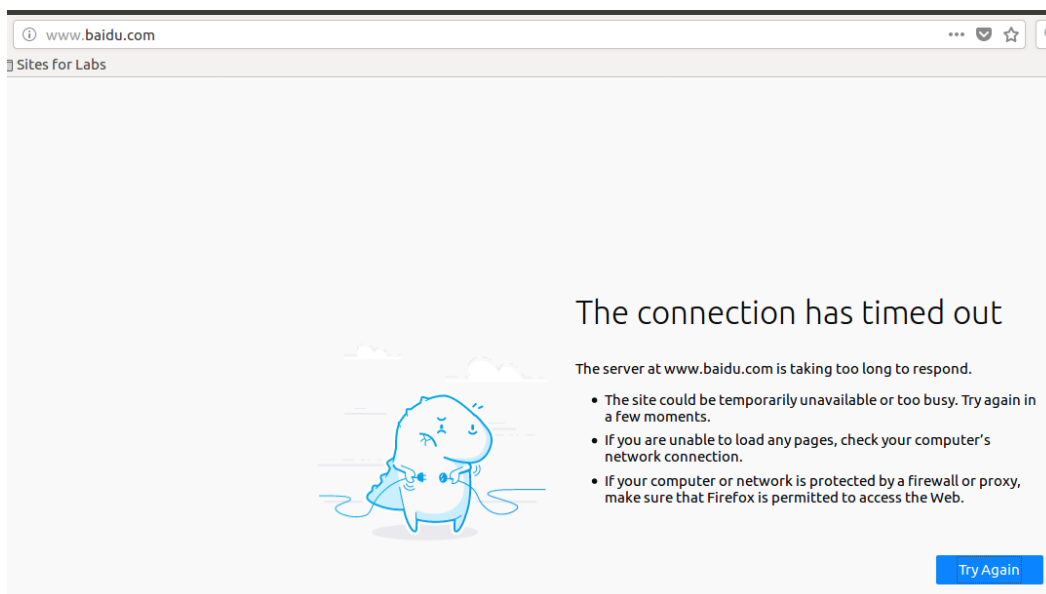 www.baidu.com
Sites for Labs
The connection has timed out
The server at www.baidu.com is taking too long to respond.
The site could be temporarily unavailable or too busy. Try again in
a few moments.
If you are unable to load any pages, check your computer's
network connection.
If your computer or network is protected by a firewall or proxy,
make sure that Firefox is permitted to access the Web.
Try Again